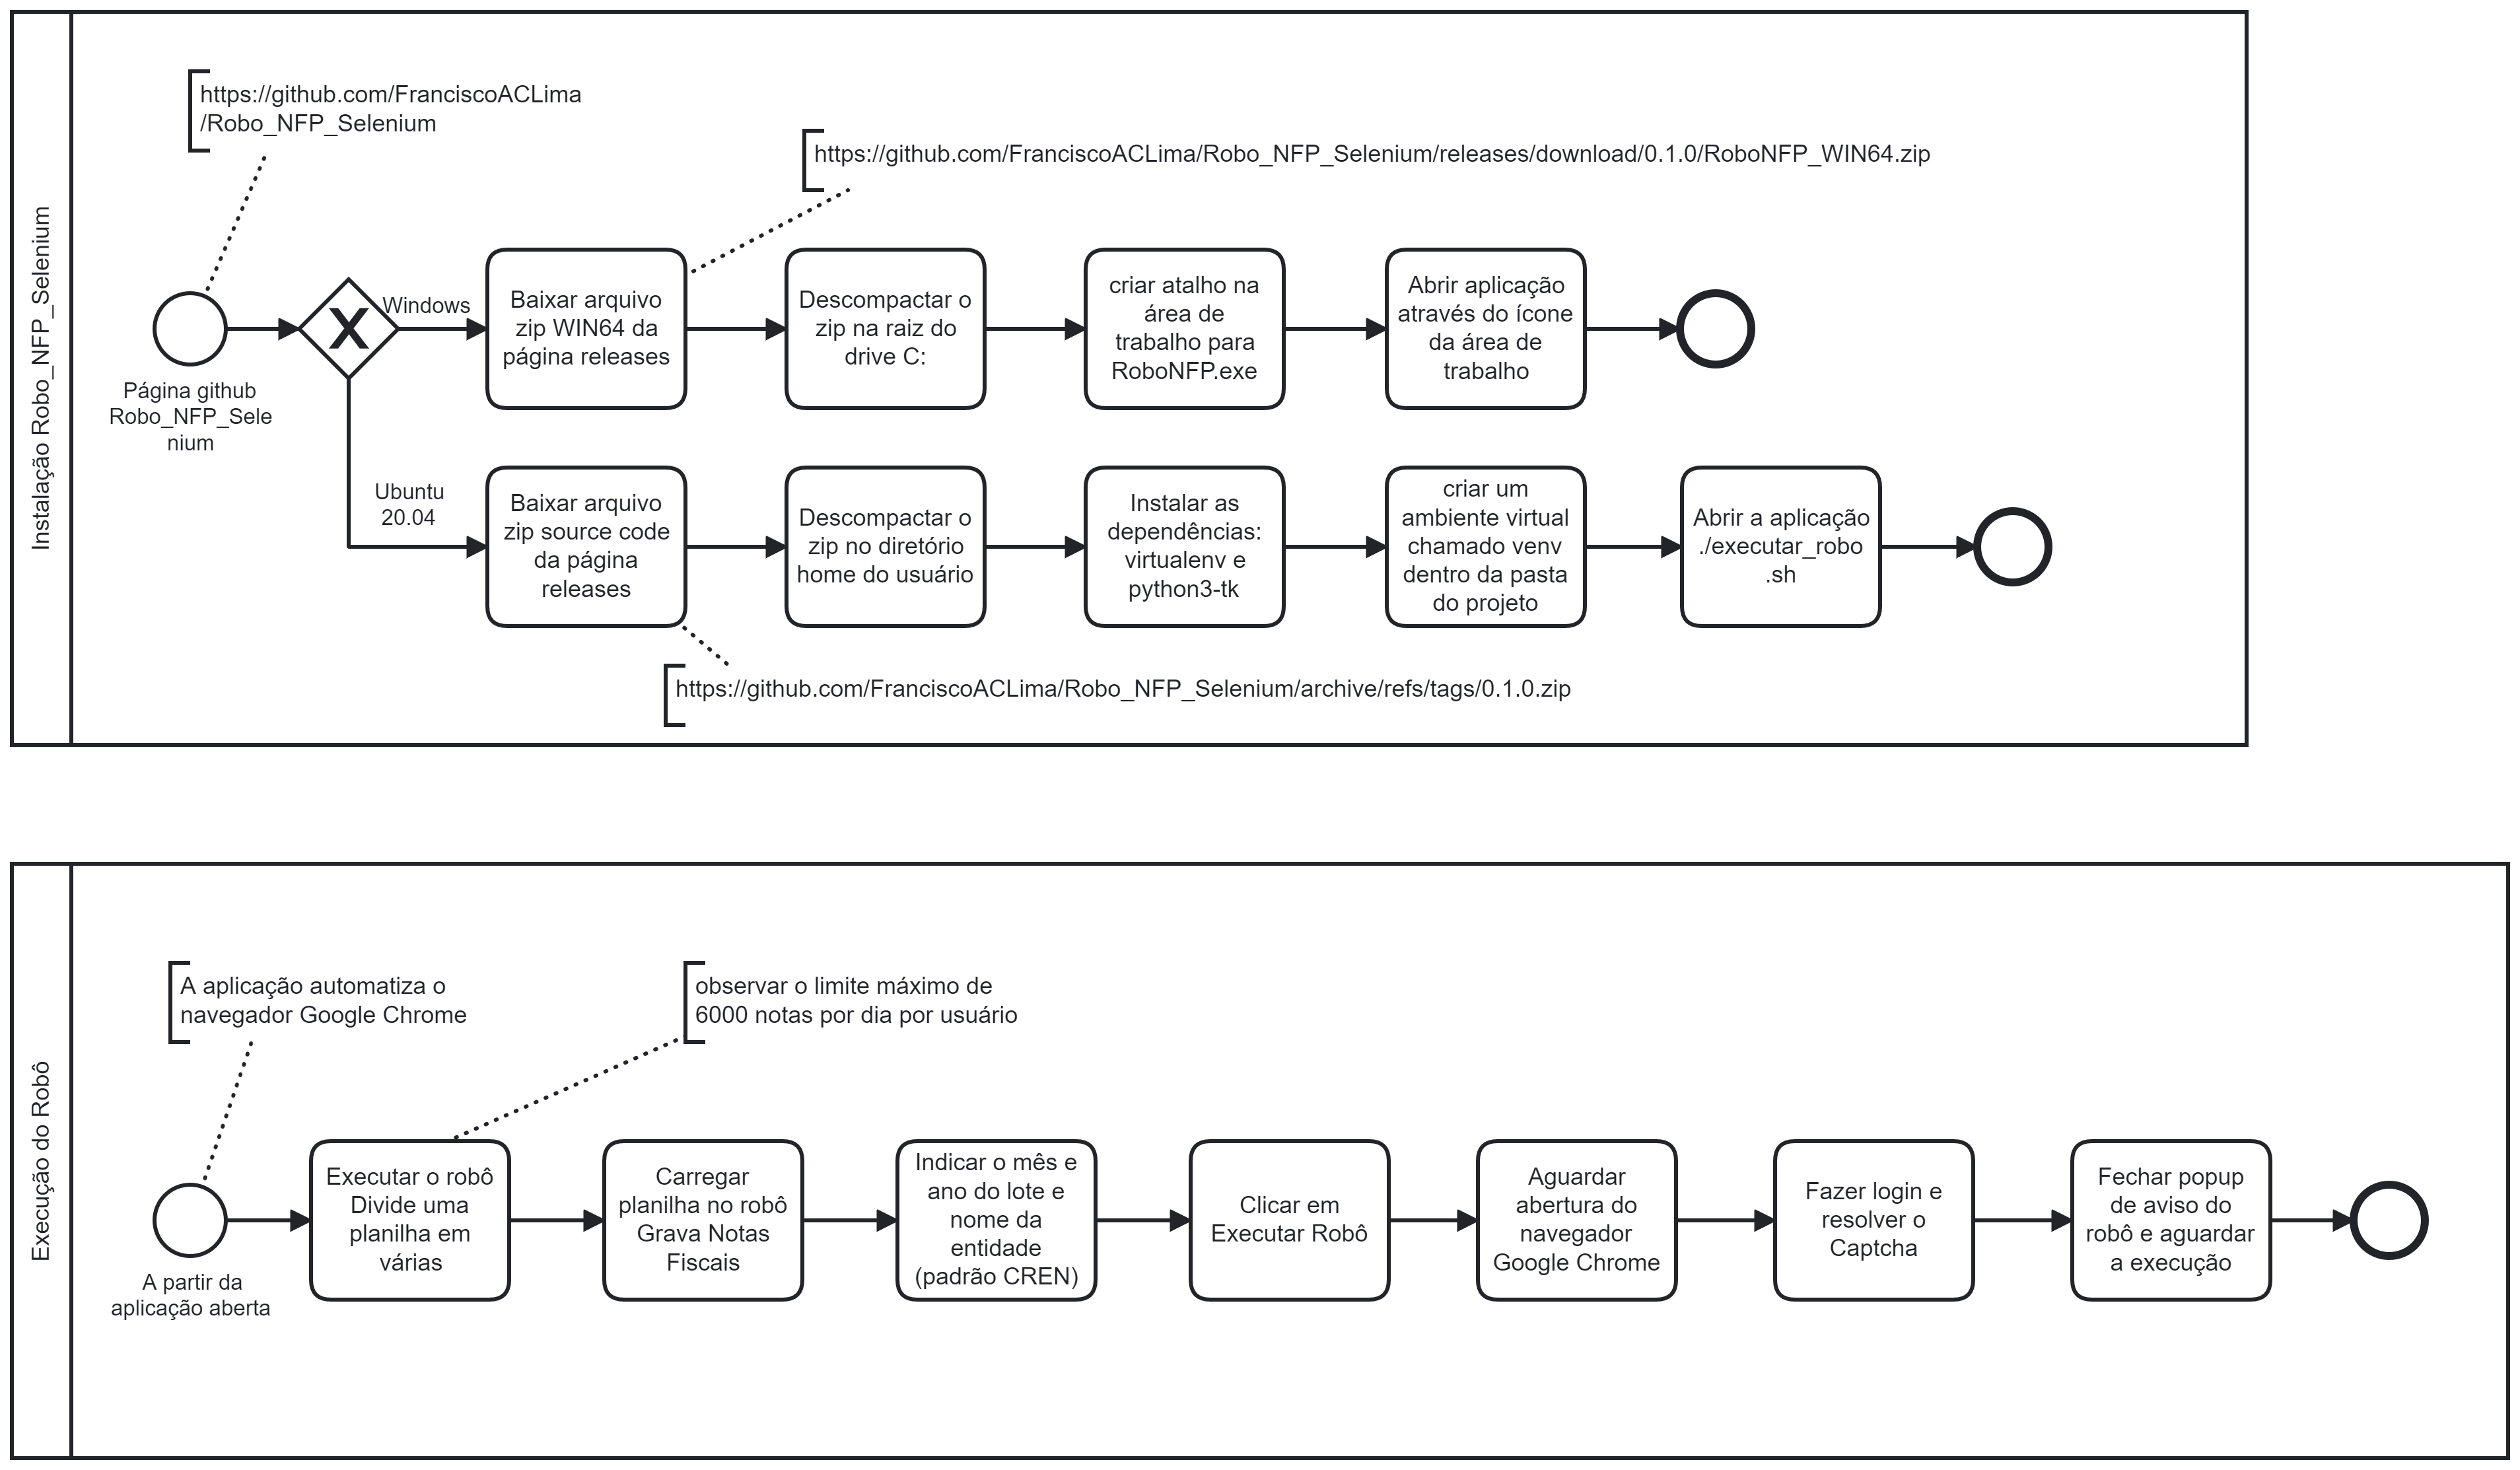 Instalação Robo_NFP_Selenium
https://github.com/FranciscoACLima
/Robo_NFP_Selenium
https://github.com/FranciscoACLima/Robo_NFP_Selenium/releases/download/0.1.0/RoboNFP_WIN64.zip
Página github
Robo_NFP_Sele
nium
X
Windows
Baixar arquivo
zip WIN64 da
página releases
Descompactar o
zip na raiz do
drive C:
criar atalho na
área de
trabalho para
RoboNFP.exe
Abrir aplicação
através do ícone
da área de
trabalho
Ubuntu
20.04
Baixar arquivo
zip source code
da página
releases
Descompactar o
zip no diretório
home do usuário
Instalar as
dependências:
virtualenv e
python3-tk
criar um
ambiente virtual
chamado venv
dentro da pasta
do projeto
Abrir a aplicação
./executar_robo
.sh
https://github.com/FranciscoACLima/Robo_NFP_Selenium/archive/refs/tags/0.1.0.zip
Execução do Robô
A aplicação automatiza o
navegador Google Chrome
observar o limite máximo de
6000 notas por dia por usuário
A partir da
aplicação aberta
Executar o robô
Divide uma
planilha em
várias
Carregar
planilha no robô
Grava Notas
Fiscais
Indicar o mês e
ano do lote e
nome da
entidade
(padrão CREN)
Clicar em
Executar Robô
Aguardar
abertura do
navegador
Google Chrome
Fazer login e
resolver o
Captcha
Fechar popup
de aviso do
robô e aguardar
a execução